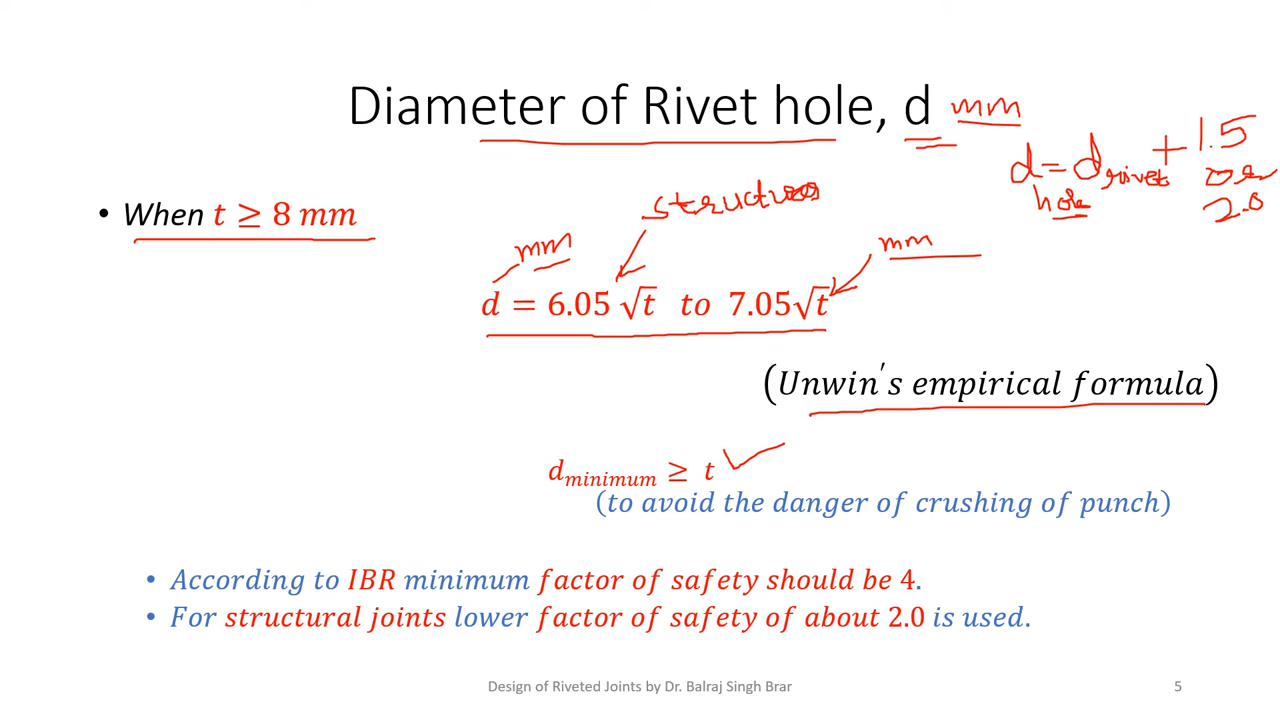 Diameter of Rivet hole, d mm
d hole = d rivet + 1.5 or 2.0
• When t ≥ 8 mm
structures
mm
mm
d = 6.05 √t to 7.05√t
(Unwin's empirical formula)
d minimum ≥ t
(to avoid the danger of crushing of punch)
• According to IBR minimum factor of safety should be 4.
• For structural joints lower factor of safety of about 2.0 is used.
Design of Riveted Joints by Dr. Balraj Singh Brar
5